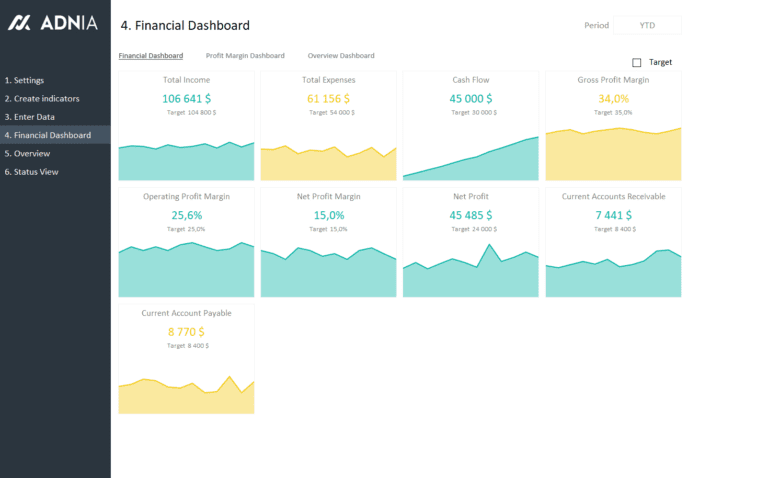 ADNIA
4. Financial Dashboard
Period YTD
Financial Dashboard Profit Margin Dashboard Overview Dashboard
Target
1. Settings
2. Create indicators
3. Enter Data
4. Financial Dashboard
5. Overview
6. Status View
Total Income
106 641 $
Target 104 800 $
Total Expenses
61 156 $
Target 54 600 $
Cash Flow
45 000 $
Target 30 000 $
Gross Profit Margin
34,0%
Target 35,0%
Operating Profit Margin
25,6%
Target 25,0%
Net Profit Margin
15,0%
Target 15,0%
Net Profit
45 485 $
Target 24 000 $
Current Accounts Receivable
7 441 $
Target 8 400 $
Current Account Payable
8 770 $
Target 8 400 $